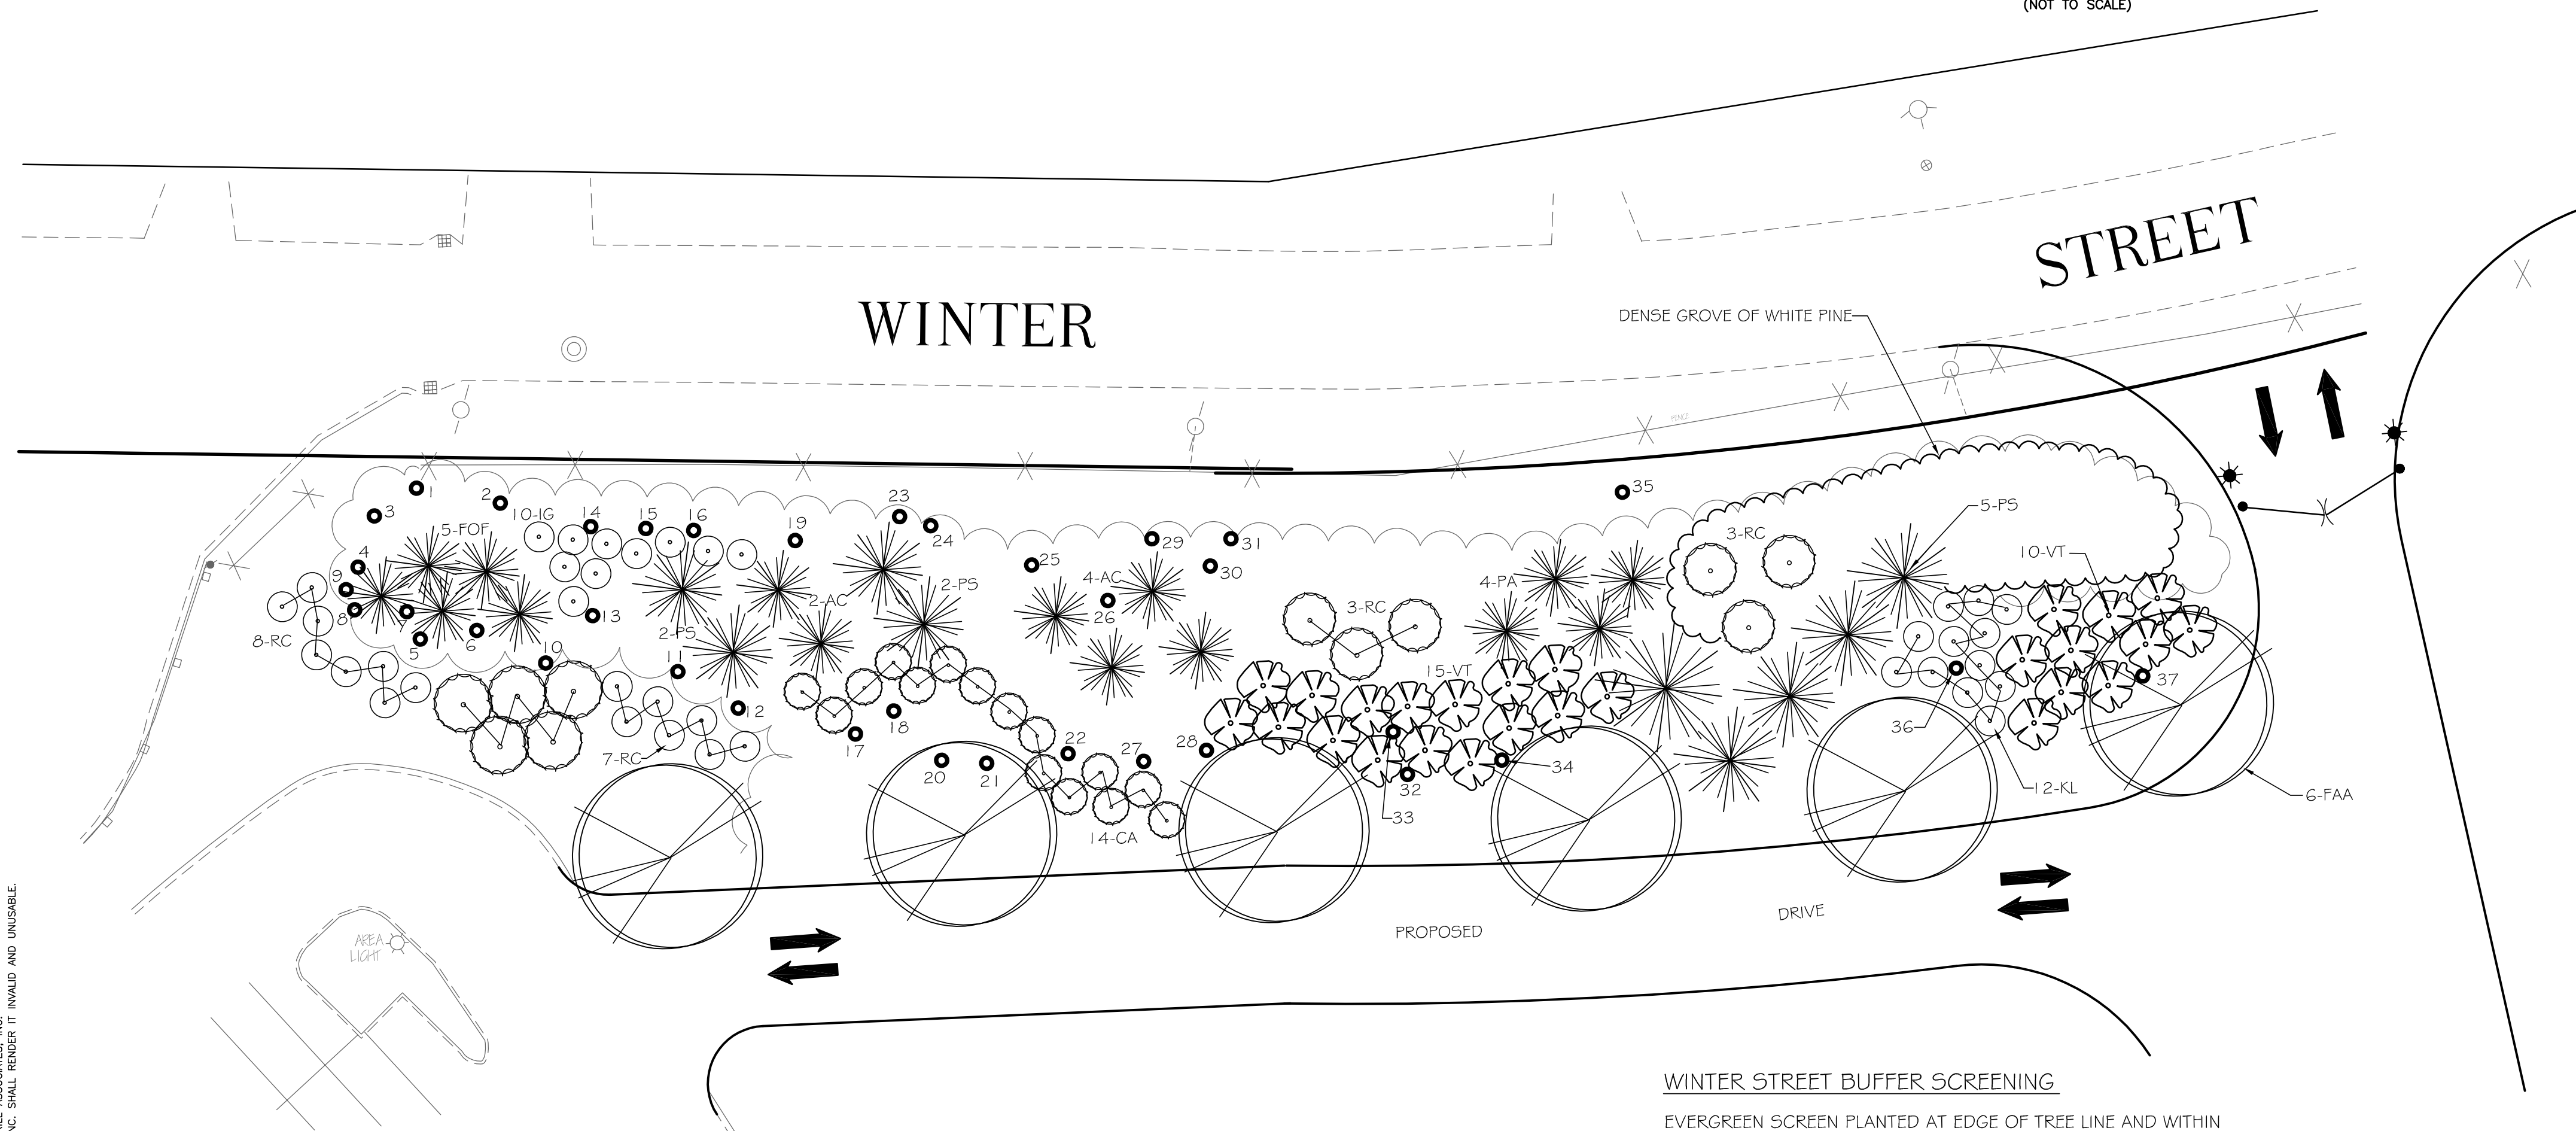 (NOT TO SCALE)
STREET
WINTER
DENSE GROVE OF WHITE PINE
FENCE
1
2
3
23
35
5-PS
10-IG
14
15
16
19
24
5-FOF
3-RC
29
31
10-VT
4
25
30
9
4-AC
4-PA
2-PS
2-AC
26
3-RC
8
7
13
8-RC
6
2-PS
5
10
11
15-VT
37
12
18
36
17
28
22
27
7-RC
20
21
34
32
12-KL
6-FAA
33
14-CA
DRIVE
PROPOSED
AREA
LIGHT
WINTER STREET BUFFER SCREENING
EVERGREEN SCREEN PLANTED AT EDGE OF TREE LINE AND WITHIN
ASSOCIATES, INC.
NC. SHALL RENDER IT INVALID AND UNUSABLE.